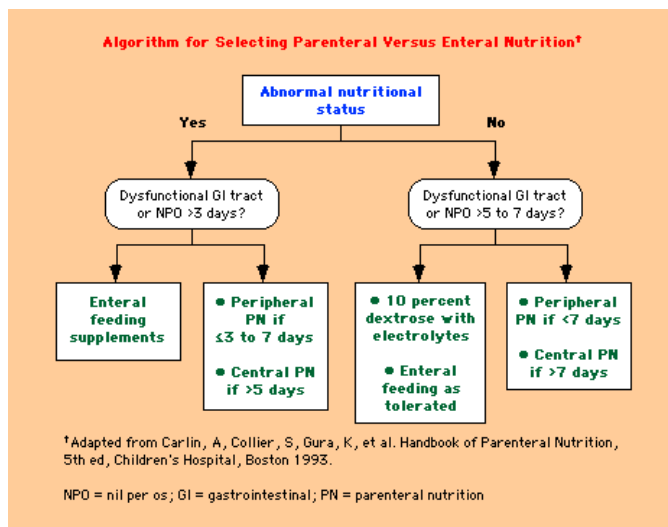 Algorithm for Selecting Parenteral Versus Enteral Nutrition†
Abnormal nutritional
status
Yes
No
Dysfunctional GI tract
or NPO >3 days?
Dysfunctional GI tract
or NPO >5 to 7 days?
Enteral
feeding
supplements
● Peripheral
PN if
≤3 to 7 days
● Central PN
if >5 days
● 10 percent
dextrose with
electrolytes
● Enteral
feeding as
tolerated
● Peripheral
PN if <7 days
● Central PN
if >7 days
†Adapted from Carlin, A, Collier, S, Gura, K, et al. Handbook of Parenteral Nutrition,
5th ed, Children's Hospital, Boston 1993.
NPO = nil per os; GI = gastrointestinal; PN = parenteral nutrition